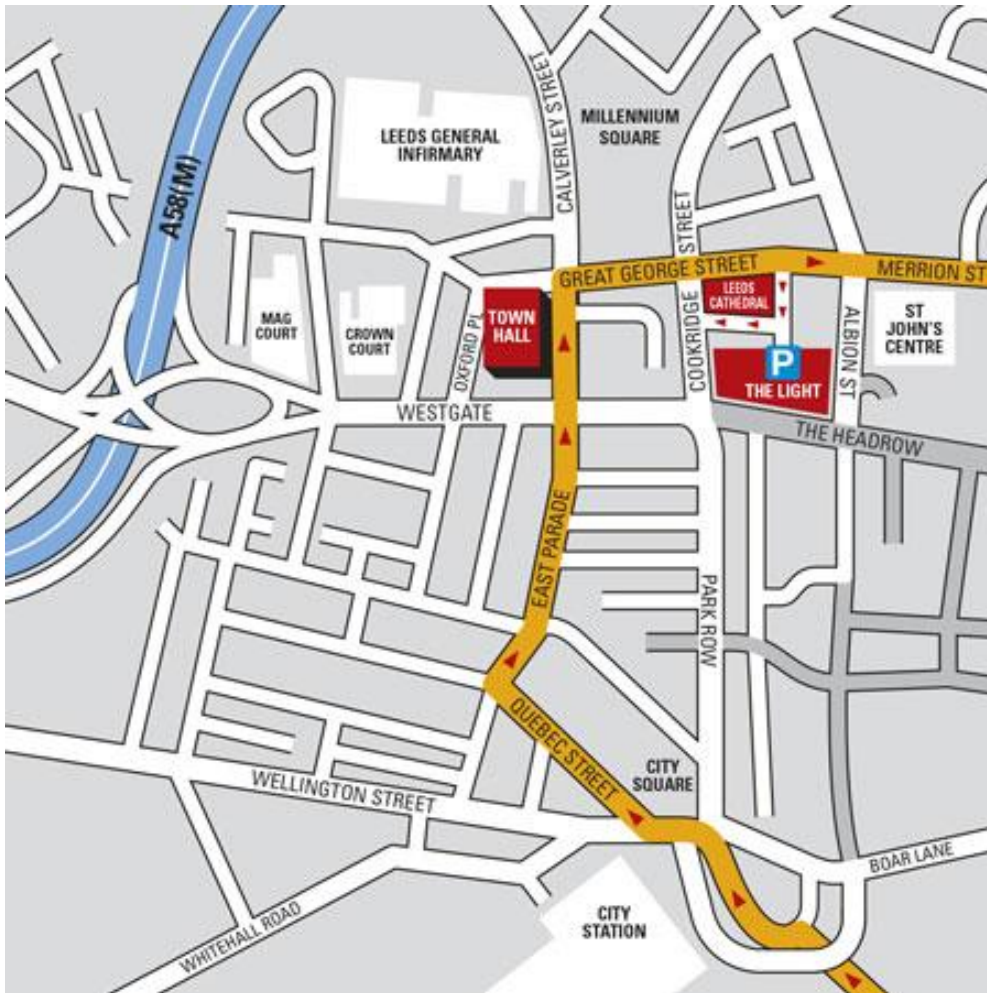 A58(M)
LEEDS GENERAL
INFIRMARY
CALVERLEY STREET
MILLENNIUM
SQUARE
COOKRIDGE STREET
GREAT GEORGE STREET
MERRION ST
LEEDS
CATHEDRAL
MAG
COURT
CROWN
COURT
OXFORD PL
TOWN
HALL
P
THE LIGHT
ALBION ST
ST
JOHN'S
CENTRE
WESTGATE
THE HEADROW
EAST PARADE
PARK ROW
QUEBEC STREET
CITY
SQUARE
WELLINGTON STREET
BOAR LANE
WHITEHALL ROAD
CITY
STATION